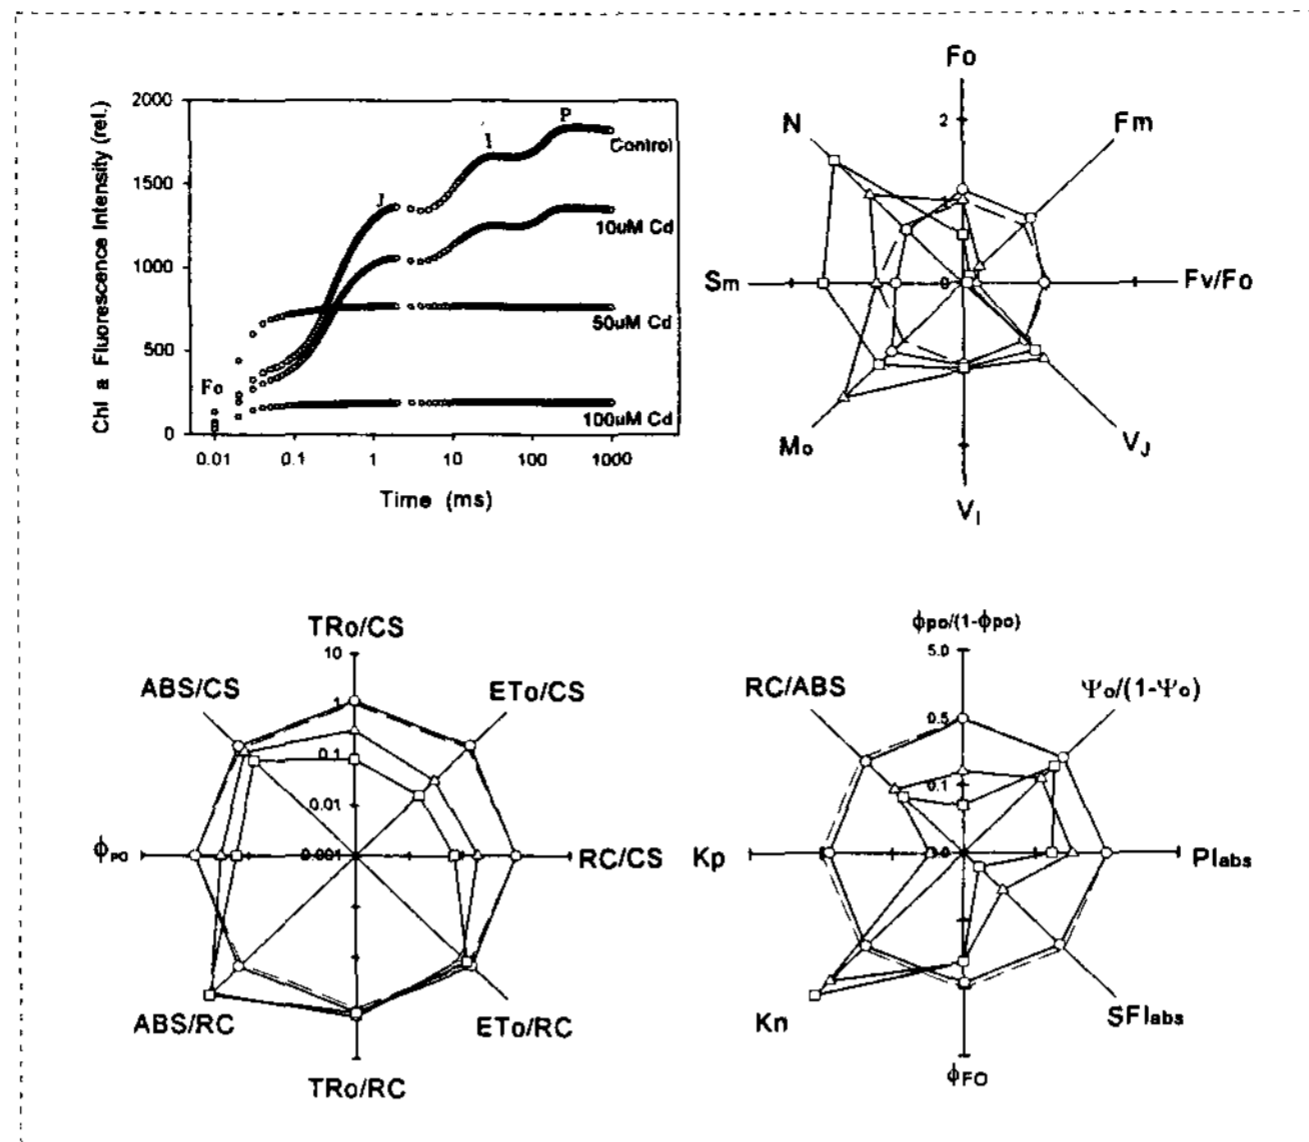 2000
1500
1000
500
0
Chl a Fluorescence Intensity (rel.)
Fo
J
I
P
Control
10uM Cd
50uM Cd
100uM Cd
0.01 0.1 1 10 100 1000
Time (ms)
Fo
N
Fm
2
1
0
Sm
Fv/Fo
Mo
VJ
VI
TRo/CS
10
ABS/CS
ETo/CS
1
0.1
0.01
0.001
ϕPO
RC/CS
ABS/RC
ETo/RC
TRo/RC
ϕpo/(1-ϕpo)
5.0
RC/ABS
Ψo/(1-Ψo)
0.5
0.1
0.0
Kp
PIabs
Kn
SFIabs
ϕFO